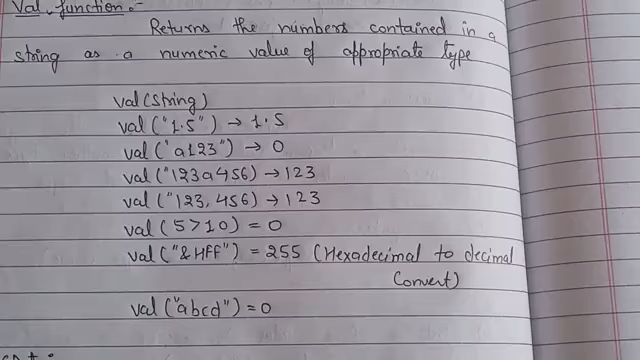 Val function:-
Returns the numbers contained in a
string as a numeric value of appropriate type
val(String)
val("1.5") → 1.5
val("a123") → 0
val("123a456) → 123
val("123,456) → 123
val(5>10) = 0
val("&HFF") = 255 (Hexadecimal to decimal
Convert)
val("abcd") = 0